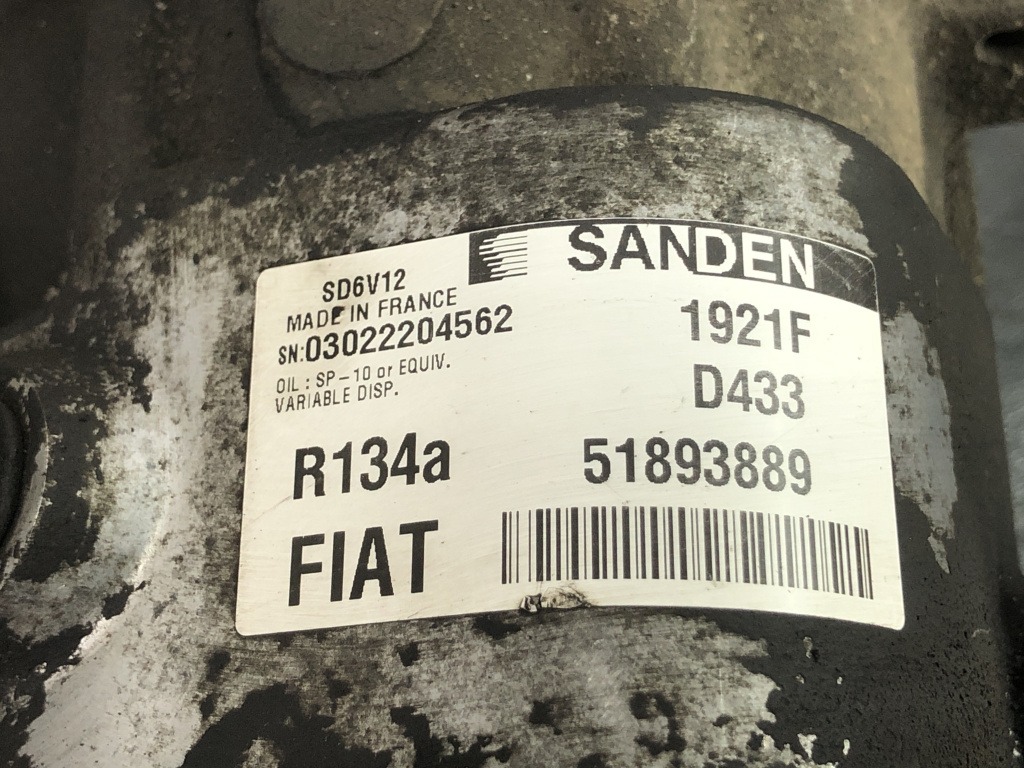 SANDEN
SD6V12
MADE IN FRANCE
SN:03022204562
OIL : SP-10 or EQUIV.
VARIABLE DISP.
1921F
D433
R134a
51893889
FIAT